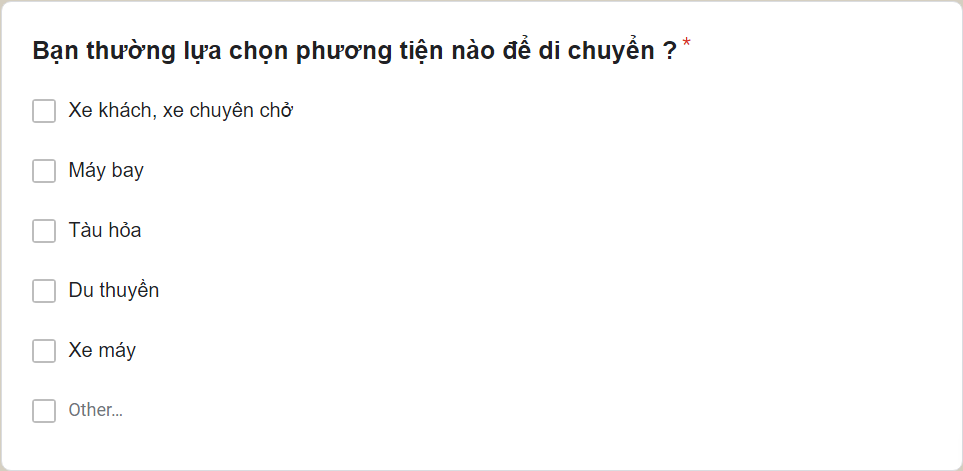 Bạn thường lựa chọn phương tiện nào để di chuyển ? *
Xe khách, xe chuyên chở
Máy bay
Tàu hỏa
Du thuyền
Xe máy
Other...